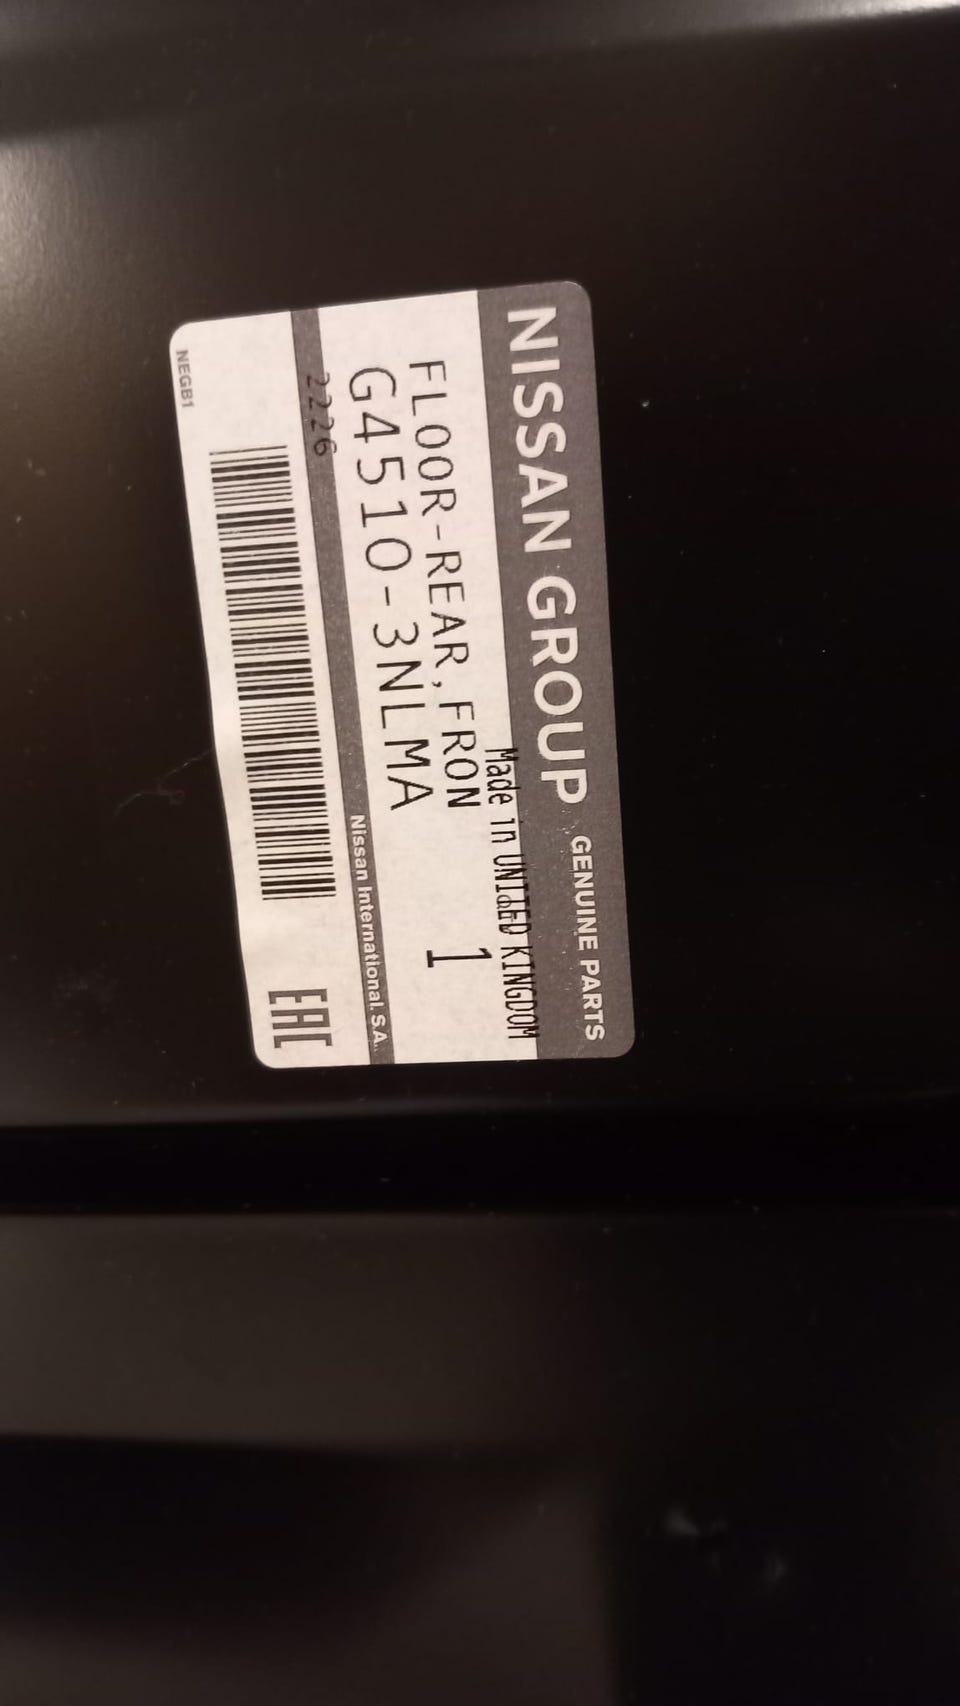 NISSAN GROUP GENUINE PARTS
Made in UNITED KINGDOM
FLOOR-REAR,FRON 1
G4510-3NLMA
Nissan International. S.A.
2226
EAC
NEGB1